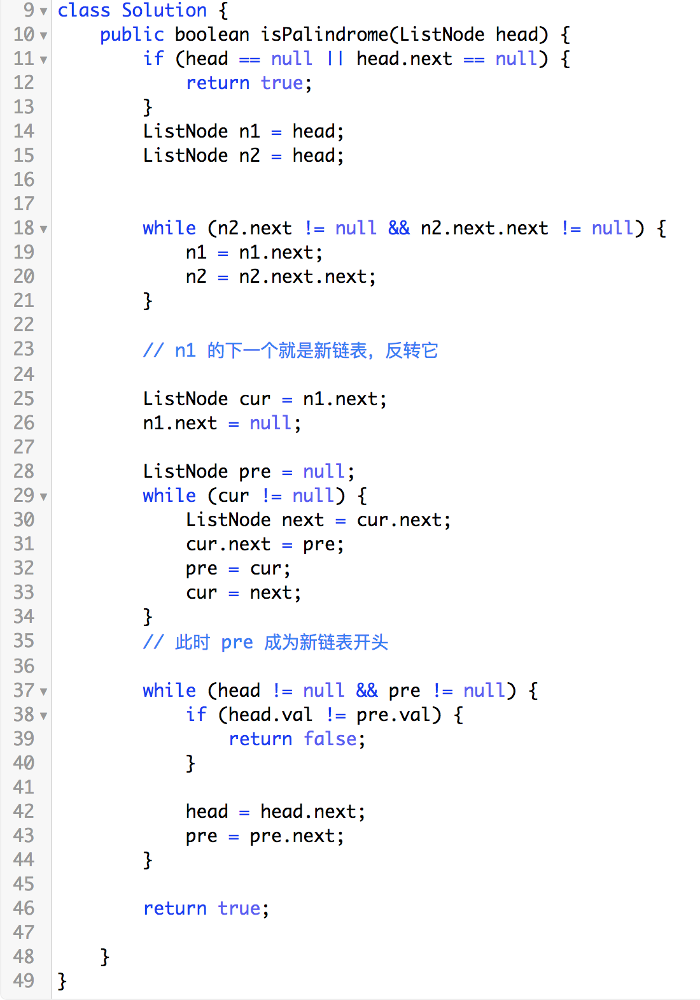 9 class Solution {
10 public boolean isPalindrome(ListNode head) {
11 if (head == null || head.next == null) {
12 return true;
13 }
14 ListNode n1 = head;
15 ListNode n2 = head;
16
17
18 while (n2.next != null && n2.next.next != null) {
19 n1 = n1.next;
20 n2 = n2.next.next;
21 }
22
23 // n1 的下一个就是新链表，反转它
24
25 ListNode cur = n1.next;
26 n1.next = null;
27
28 ListNode pre = null;
29 while (cur != null) {
30 ListNode next = cur.next;
31 cur.next = pre;
32 pre = cur;
33 cur = next;
34 }
35 // 此时 pre 成为新链表开头
36
37 while (head != null && pre != null) {
38 if (head.val != pre.val) {
39 return false;
40 }
41
42 head = head.next;
43 pre = pre.next;
44 }
45
46 return true;
47
48 }
49 }